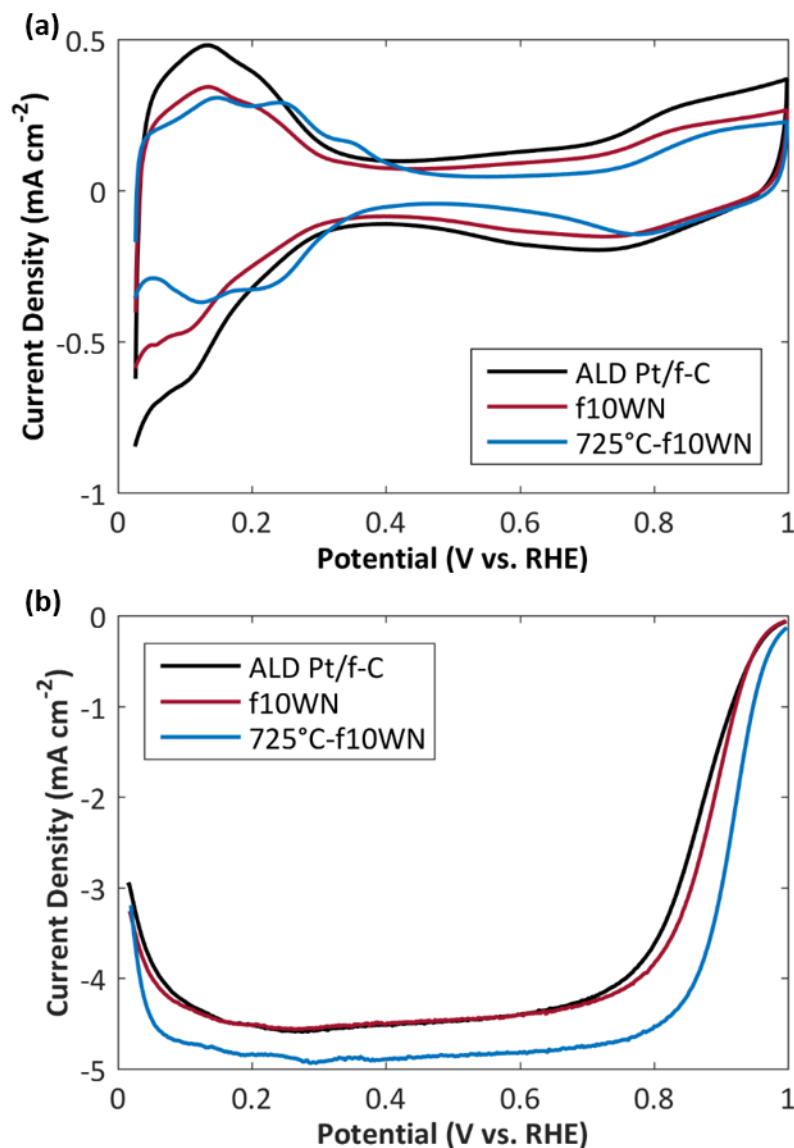 (a)
0.5
0
-0.5
-1
Current Density (mA cm⁻²)
ALD Pt/f-C
f10WN
725°C-f10WN
0 0.2 0.4 0.6 0.8 1
Potential (V vs. RHE)
(b)
0
-1
-2
-3
-4
-5
Current Density (mA cm⁻²)
ALD Pt/f-C
f10WN
725°C-f10WN
0 0.2 0.4 0.6 0.8 1
Potential (V vs. RHE)